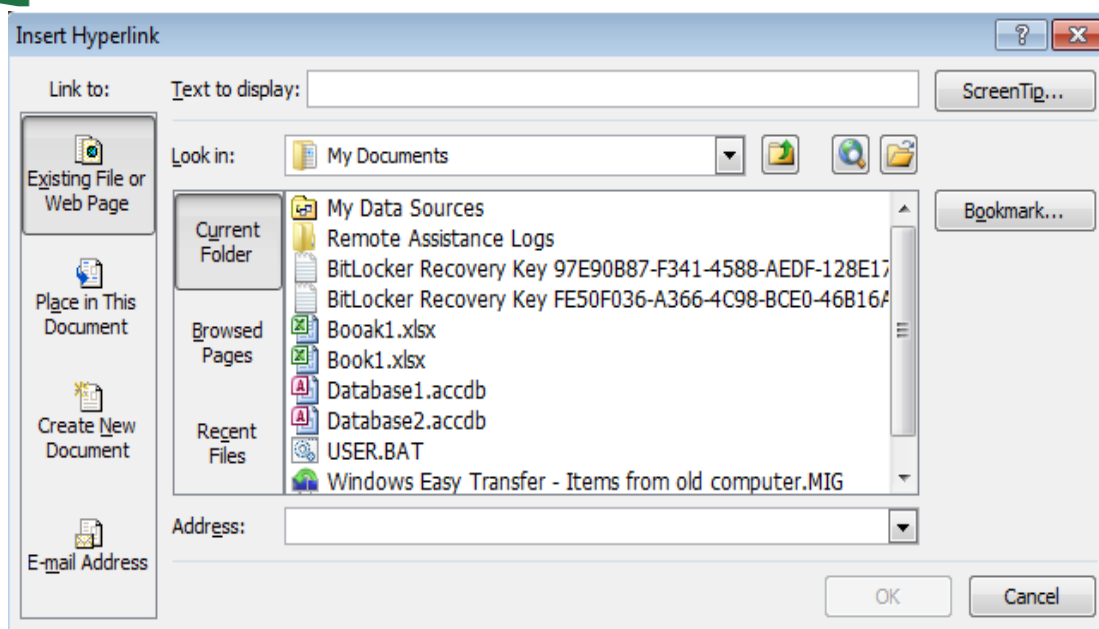 Insert Hyperlink
Link to:
Text to display:
ScreenTip...
Existing File or
Web Page
Look in:
My Documents
Current
Folder
My Data Sources
Remote Assistance Logs
BitLocker Recovery Key 97E90B87-F341-4588-AEDF-128E17
BitLocker Recovery Key FE50F036-A366-4C98-BCE0-46B16A
Booak1.xlsx
Book1.xlsx
Database1.accdb
Database2.accdb
USER.BAT
Windows Easy Transfer - Items from old computer.MIG
Bookmark...
Place in This
Document
Browsed
Pages
Create New
Document
Recent
Files
E-mail Address
Address:
OK
Cancel